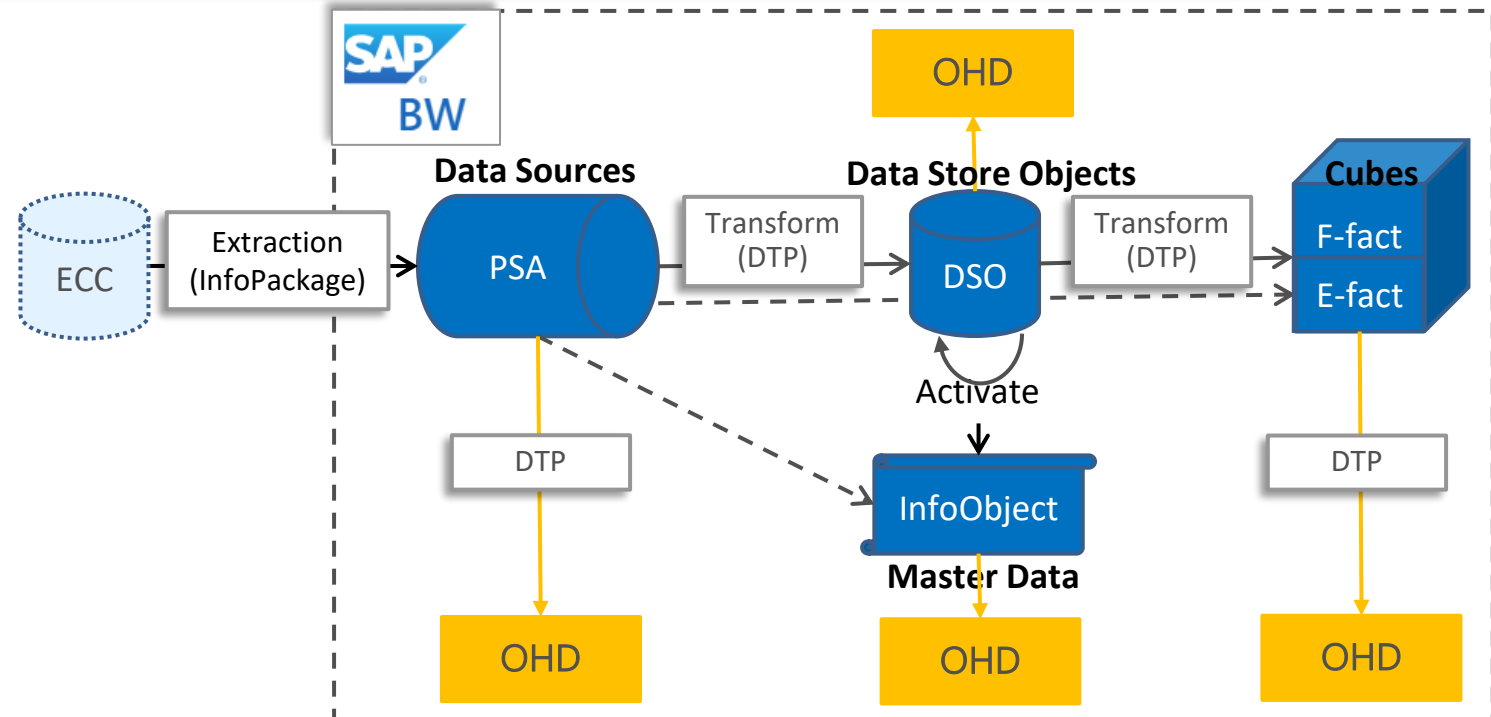 SAP
®
BW
OHD
Data Sources
Data Store Objects
Cubes
ECC
Extraction
(InfoPackage)
PSA
Transform
(DTP)
DSO
Transform
(DTP)
F-fact
E-fact
Activate
DTP
InfoObject
DTP
Master Data
OHD
OHD
OHD